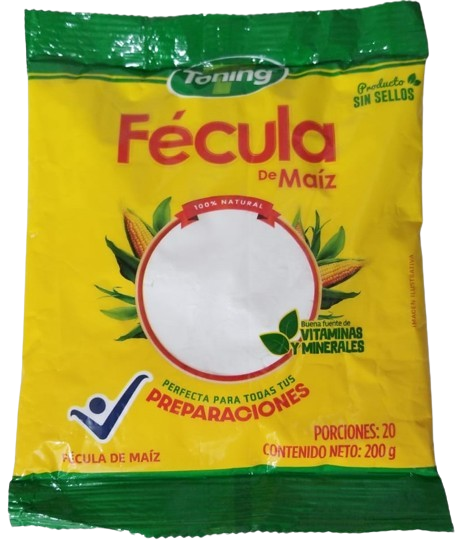 Toning
Producto
SIN SELLOS
Fécula
De Maíz
100% NATURAL
IMAGEN ILUSTRATIVA
Buena fuente de
VITAMINAS
Y MINERALES
PERFECTA PARA TODAS TUS
PREPARACIONES
FÉCULA DE MAÍZ
PORCIONES: 20
CONTENIDO NETO: 200 g